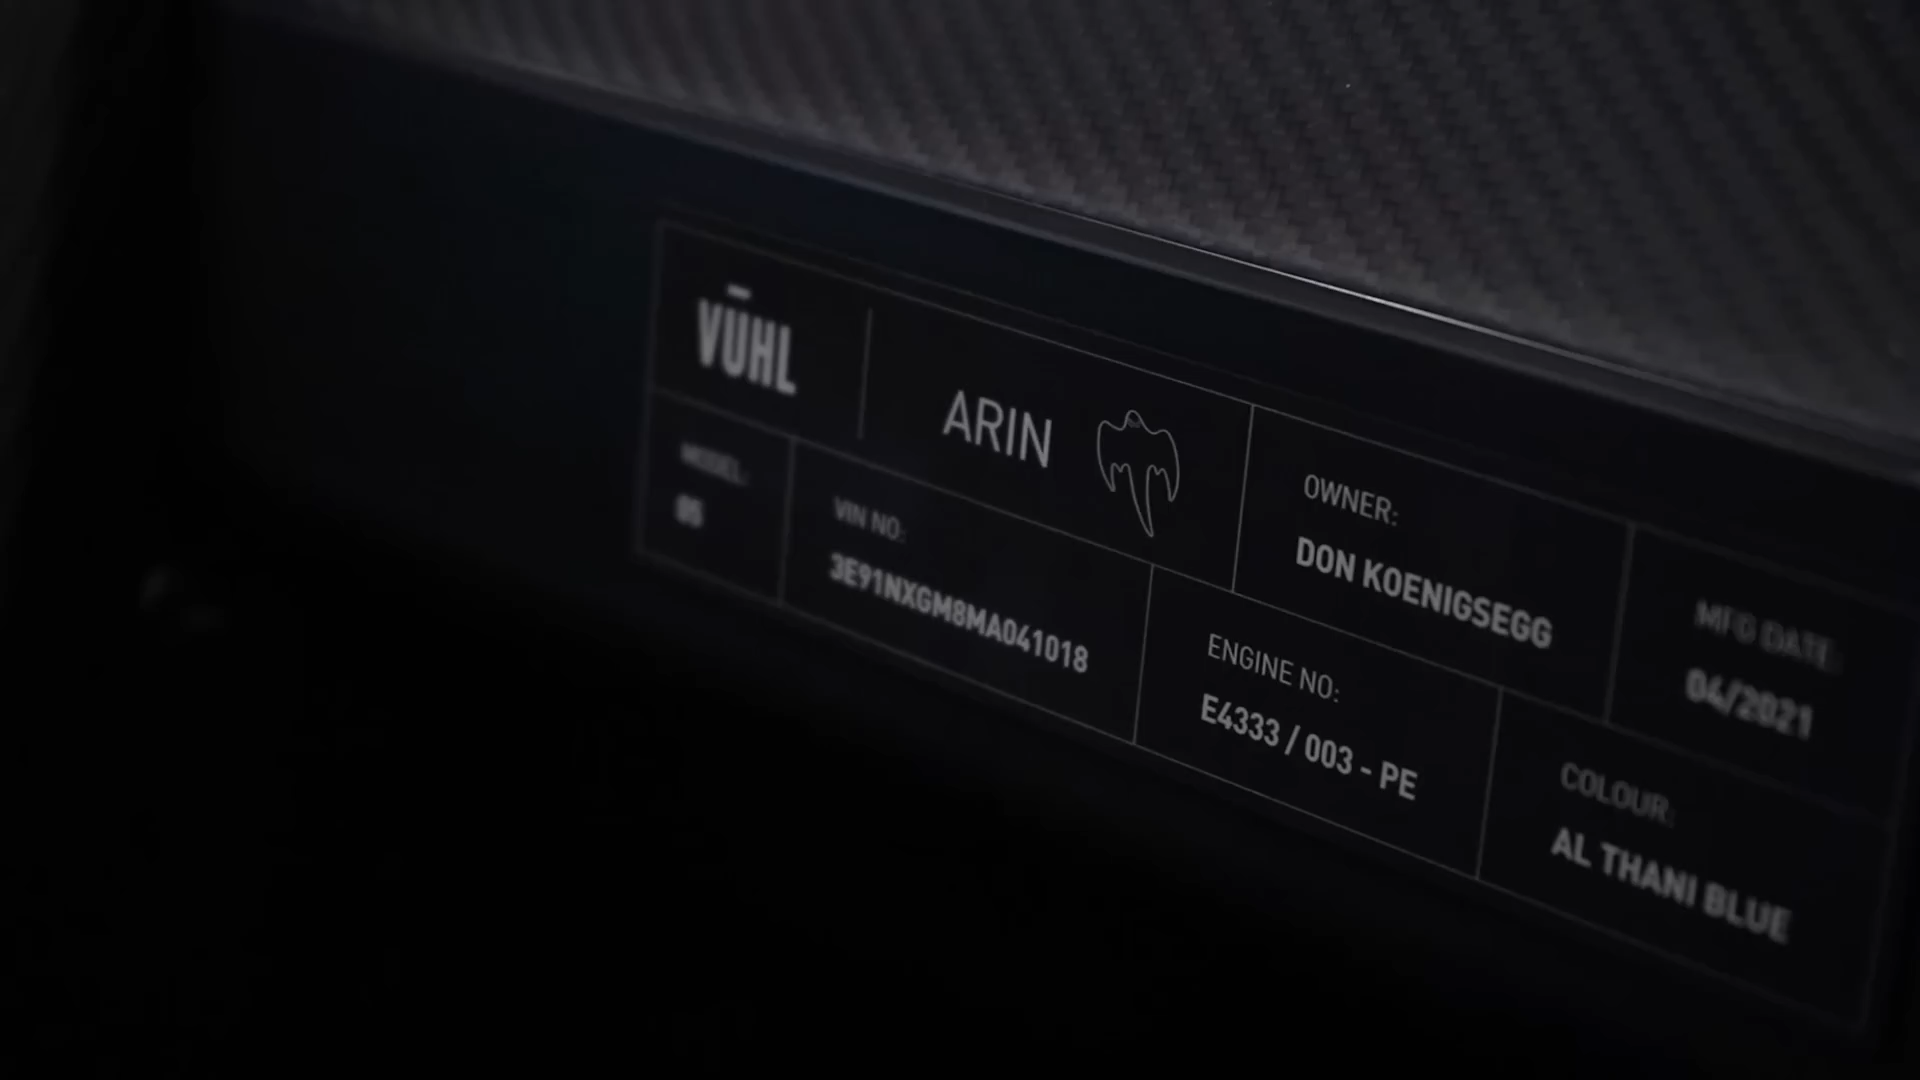 VŪHL
ARIN
OWNER:
DON KOENIGSEGG
MFG DATE:
04/2021
MODEL:
05
VIN NO:
3E91NXGM8MA041018
ENGINE NO:
E4333 / 003 - PE
COLOUR:
AL THANI BLUE